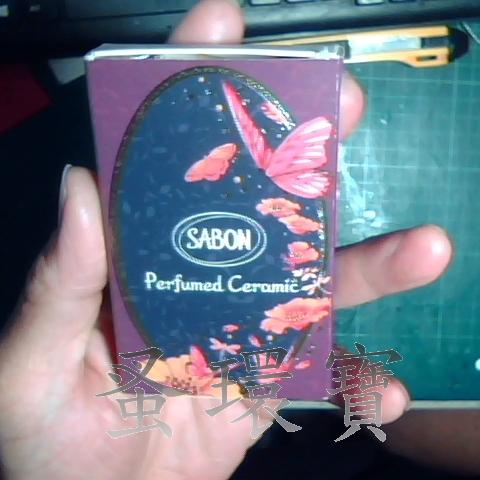 SABON
Perfumed Ceramic
蚤環寶